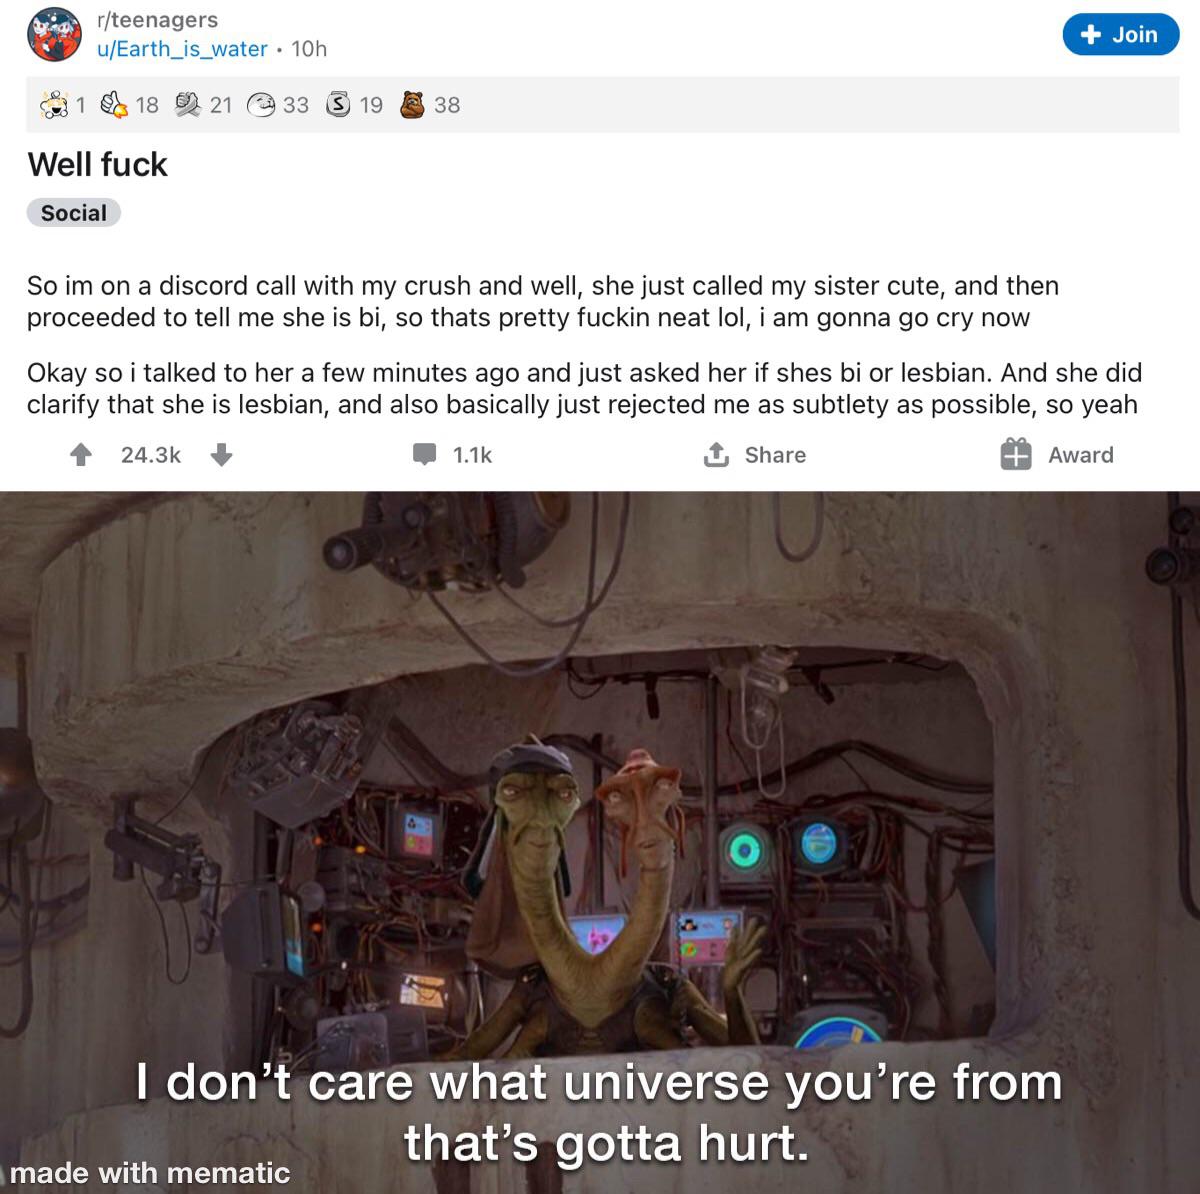 r/teenagers
u/Earth_is_water • 10h
+ Join
1 18 21 33 S 19 38
Well fuck
Social
So im on a discord call with my crush and well, she just called my sister cute, and then
proceeded to tell me she is bi, so thats pretty fuckin neat lol, i am gonna go cry now
Okay so i talked to her a few minutes ago and just asked her if shes bi or lesbian. And she did
clarify that she is lesbian, and also basically just rejected me as subtlety as possible, so yeah
24.3k 1.1k Share Award
I don't care what universe you're from
that's gotta hurt.
made with mematic